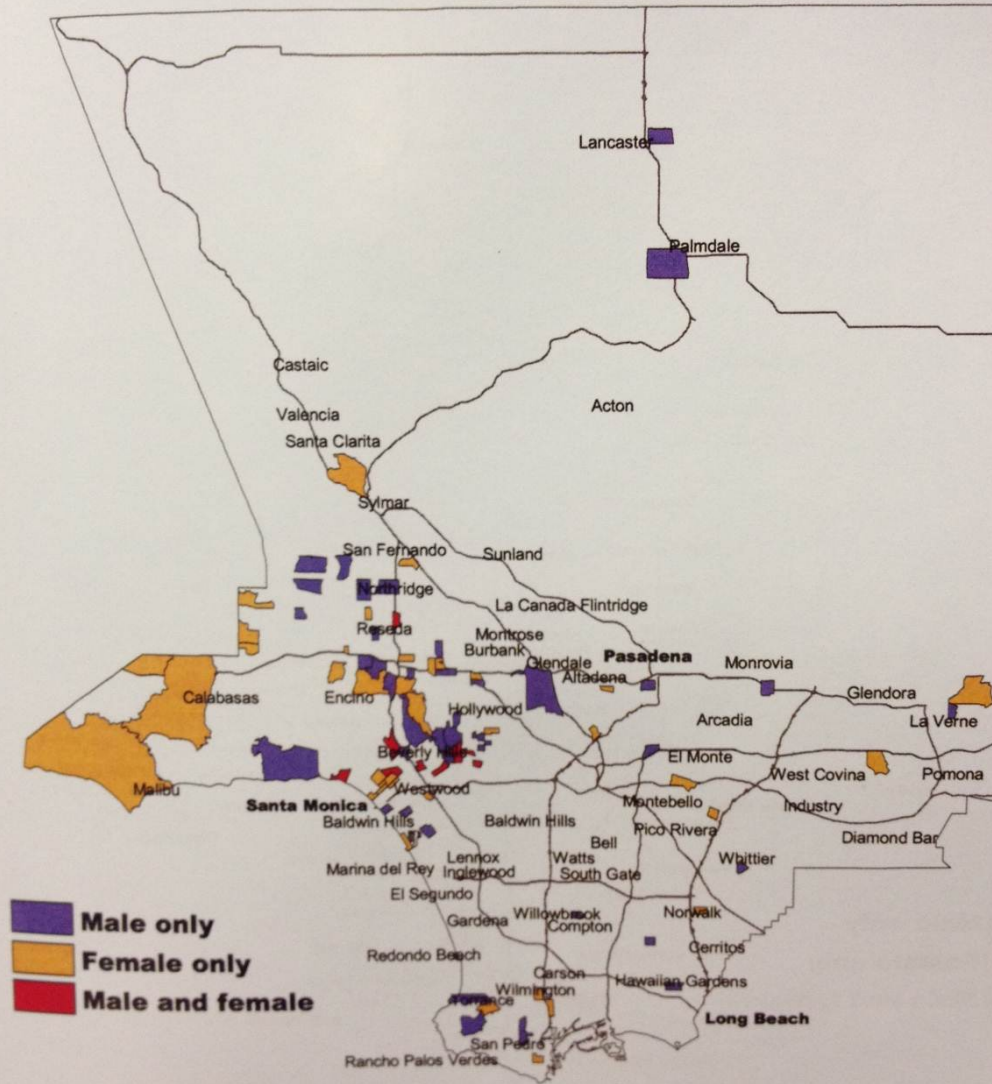 Lancaster
Palmdale
Castaic
Acton
Valencia
Santa Clarita
Sylmar
San Fernando
Sunland
Northridge
La Canada Flintridge
Reseda
Montrose
Burbank
Pasadena
Glendale
Monrovia
Altadena
Calabasas
Encino
Glendora
Hollywood
Arcadia
La Verne
Beverly Hills
El Monte
West Covina
Pomona
Malibu
Westwood
Santa Monica
Montebello
Industry
Baldwin Hills
Baldwin Hills
Pico Rivera
Diamond Bar
Bell
Lennox
Watts
Whittier
Marina del Rey
Inglewood
South Gate
El Segundo
Gardena
Willowbrook
Norwalk
Compton
Male only
Redondo Beach
Cerritos
Female only
Carson
Hawaiian Gardens
Wilmington
Male and female
Torrance
Long Beach
San Pedro
Rancho Palos Verdes